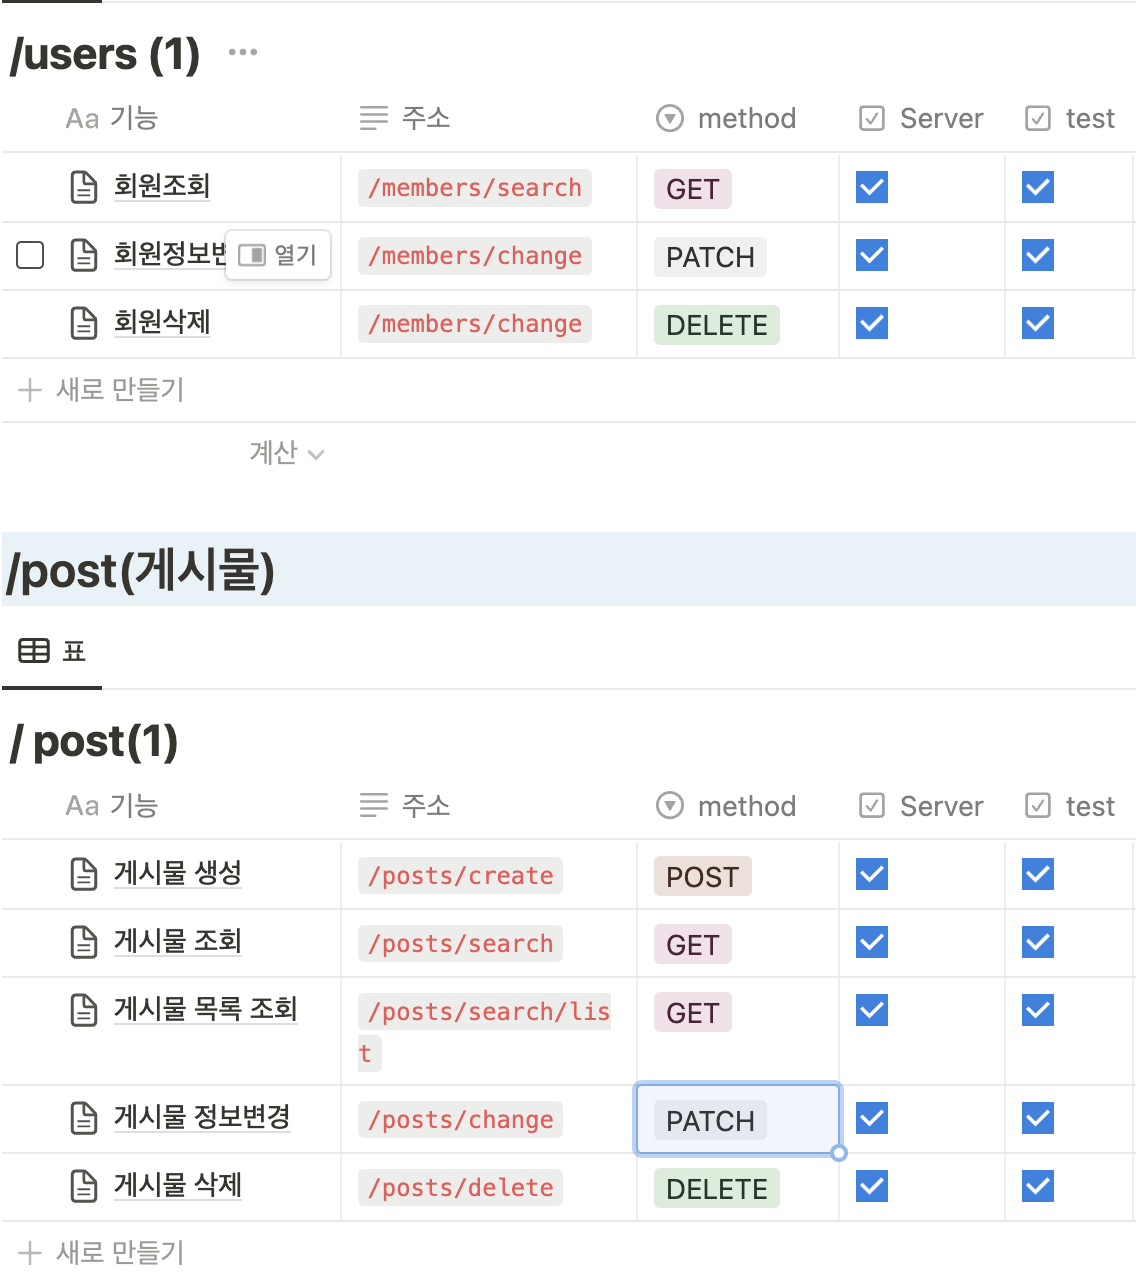 /users (1) •••
Aa 기능 주소 method Server test
회원조회 /members/search GET
회원정보변 열기 /members/change PATCH
회원삭제 /members/change DELETE
+ 새로 만들기
계산
/post(게시물)
표
/ post(1)
Aa 기능 주소 method Server test
게시물 생성 /posts/create POST
게시물 조회 /posts/search GET
게시물 목록 조회 /posts/search/lis GET
t
게시물 정보변경 /posts/change PATCH
게시물 삭제 /posts/delete DELETE
+ 새로 만들기